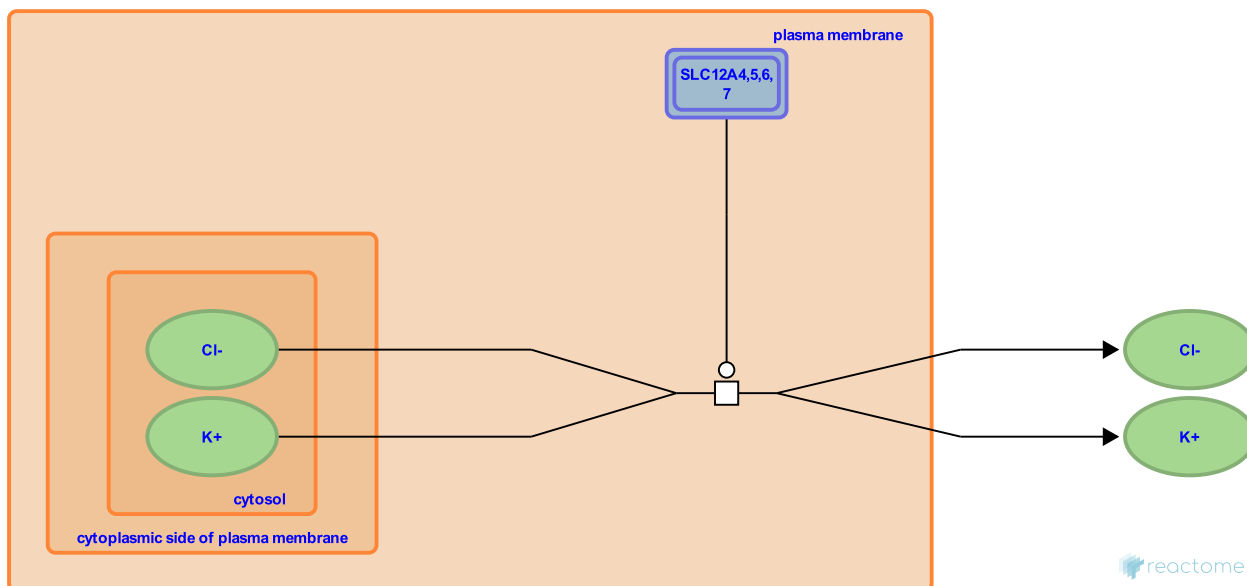 plasma membrane
SLC12A4,5,6,
7
Cl-
Cl-
K+
K+
cytosol
cytoplasmic side of plasma membrane
reactome